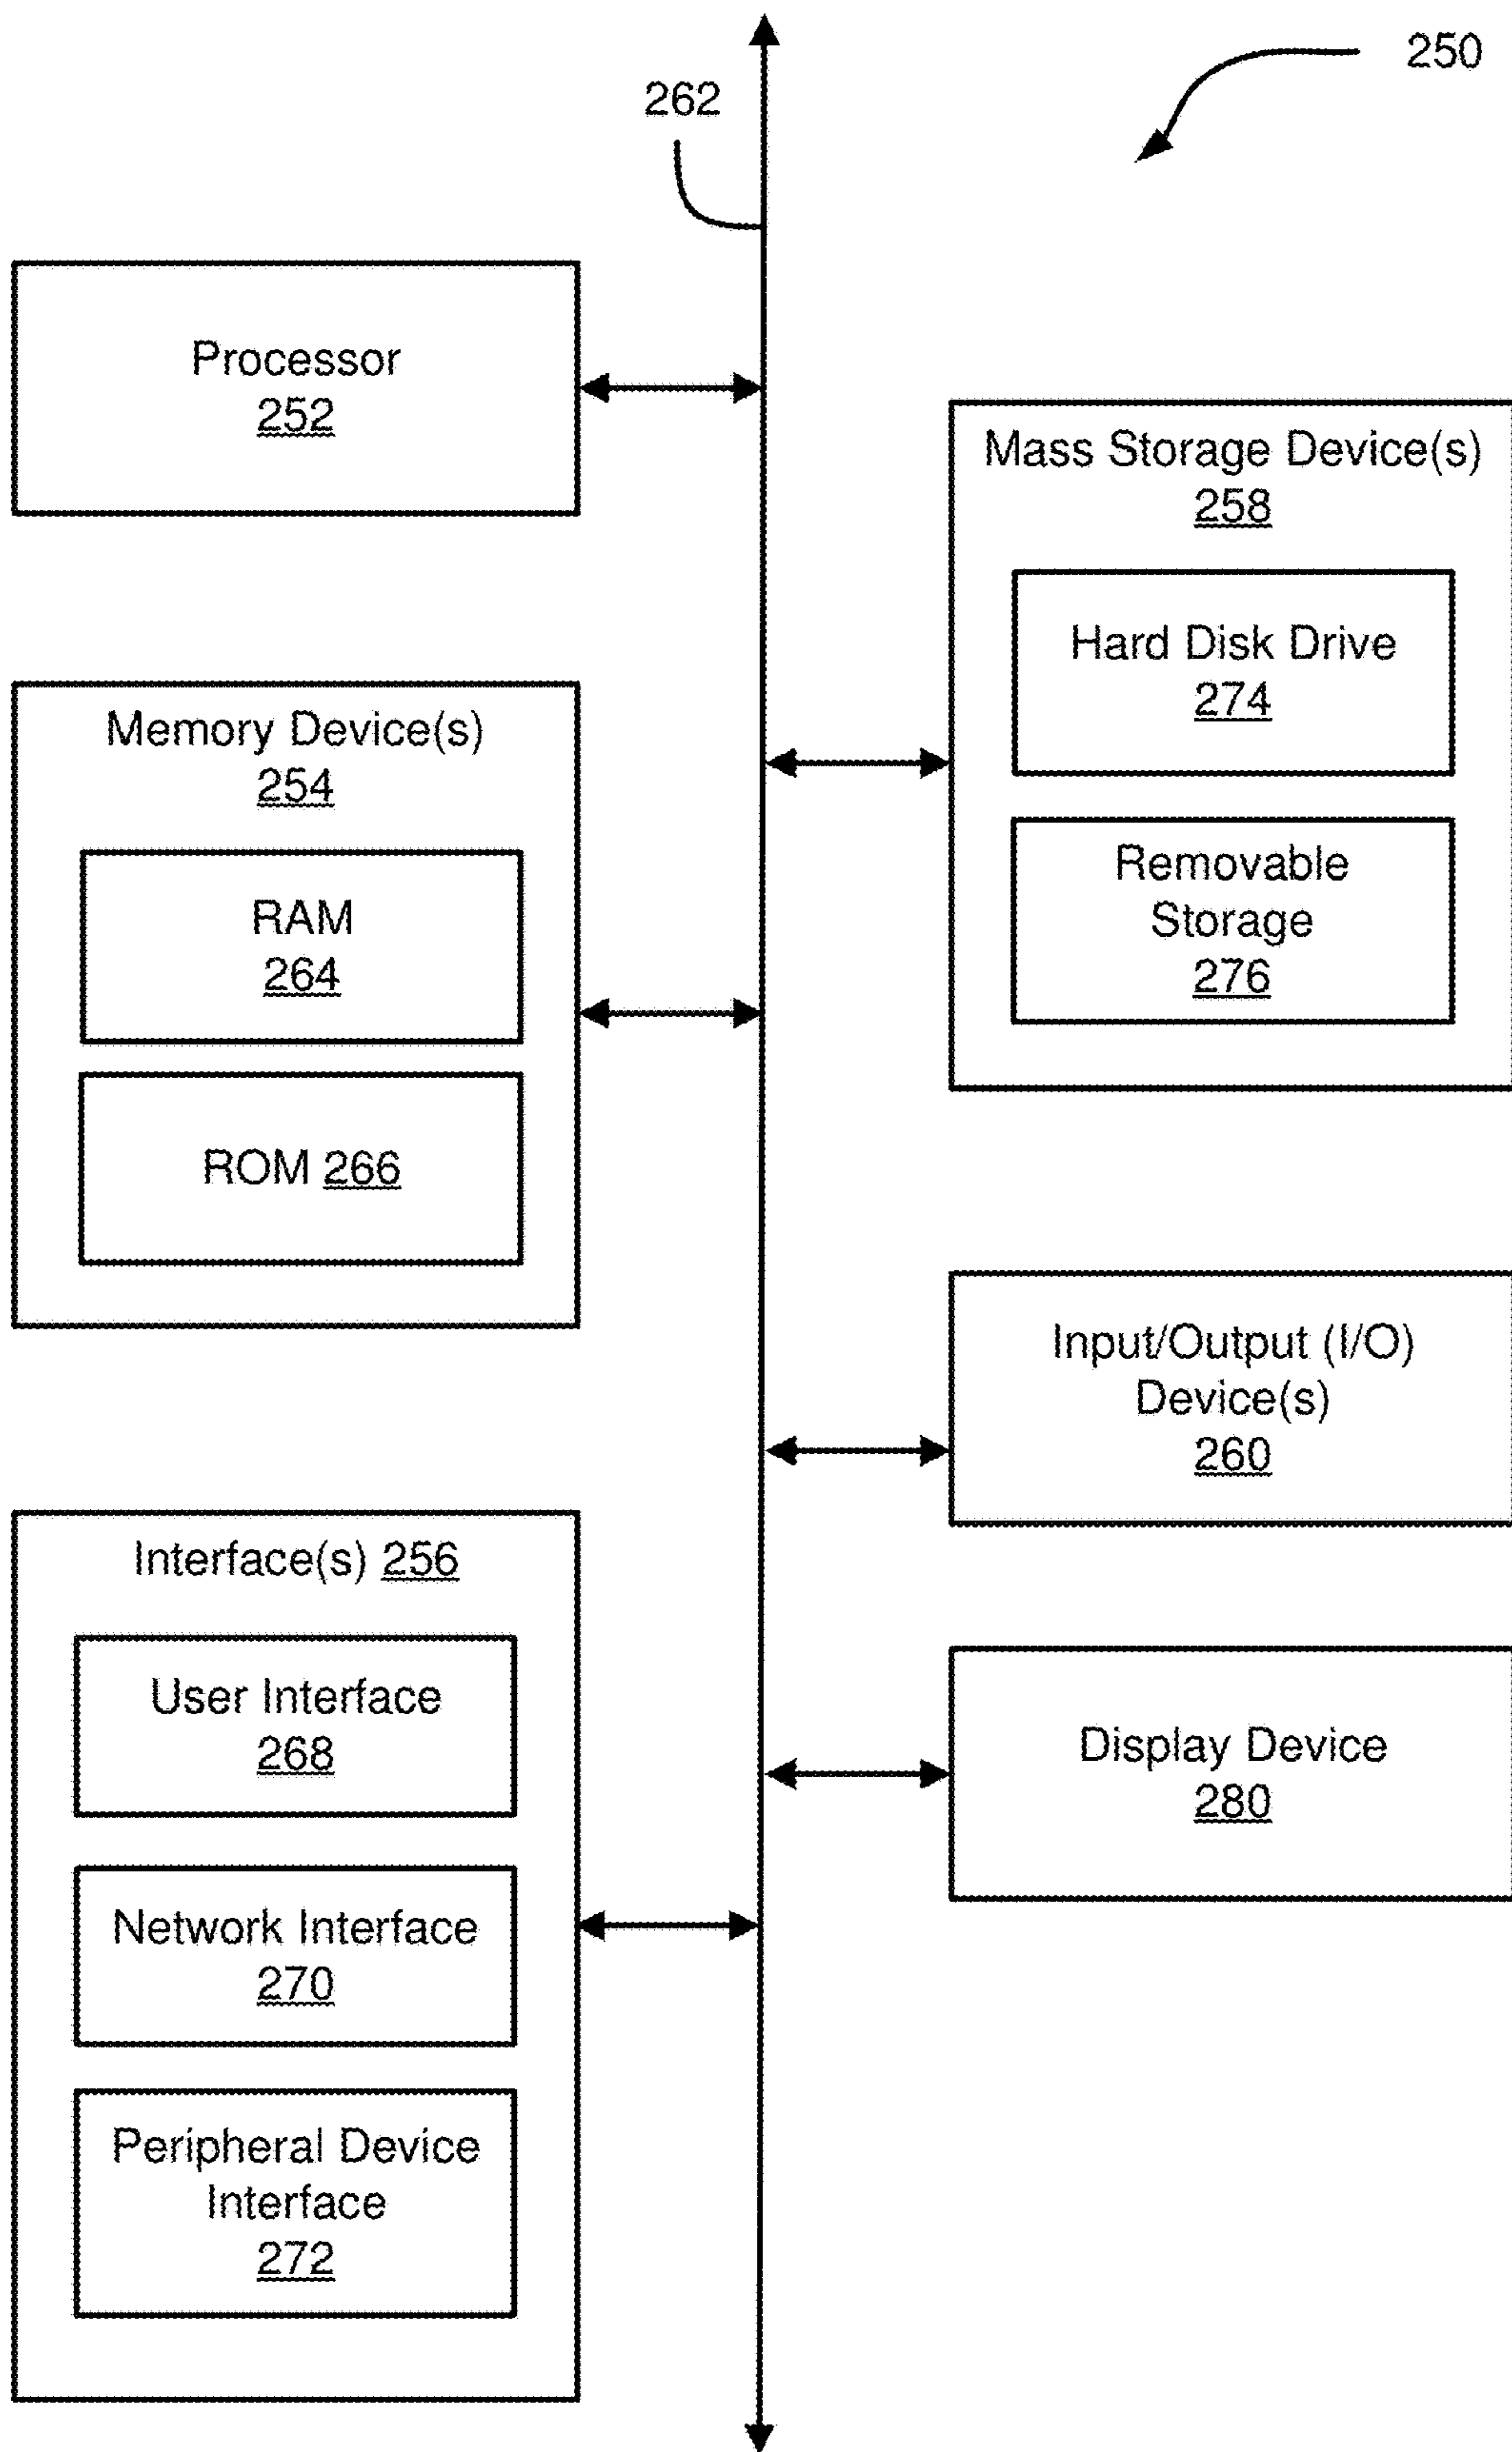 250
262
Processor
252
Mass Storage Device(s)
258
Hard Disk Drive
274
Removable
Storage
276
Memory Device(s)
254
RAM
264
ROM 266
Input/Output (I/O)
Device(s)
260
Interface(s) 256
User Interface
268
Network Interface
270
Peripheral Device
Interface
272
Display Device
280